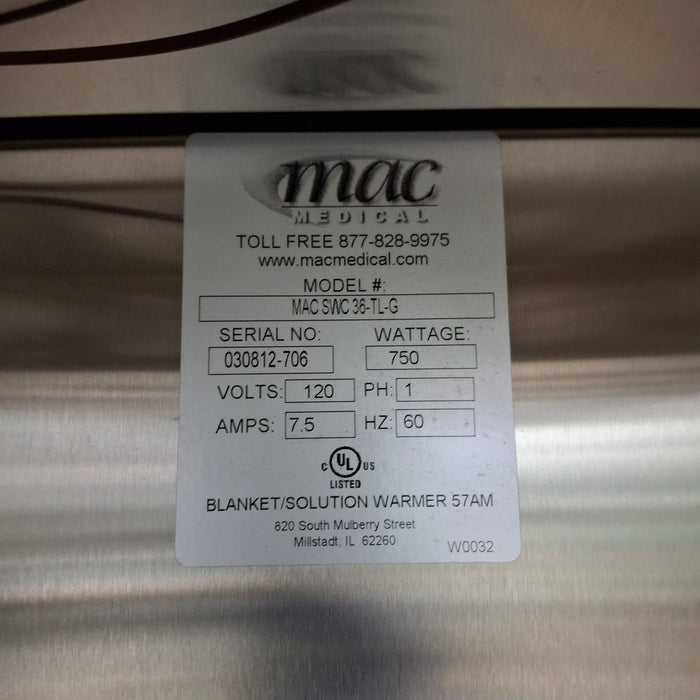 mac
MEDICAL
TOLL FREE 877-828-9975
www.macmedical.com
MODEL #:
MAC SWC 36-TL-G
SERIAL NO: WATTAGE:
030812-706 750
VOLTS: 120 PH: 1
AMPS: 7.5 HZ: 60
C UL US
LISTED
BLANKET/SOLUTION WARMER 57AM
820 South Mulberry Street
Millstadt, IL 62260
W0032